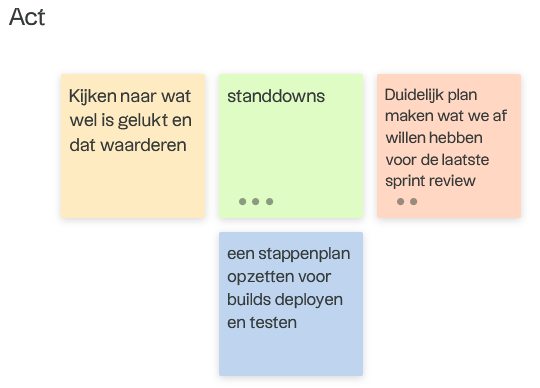 Act
Kijken naar wat
wel is gelukt en
dat waarderen
standdowns
Duidelijk plan
maken wat we af
willen hebben
voor de laatste
sprint review
een stappenplan
opzetten voor
builds deployen
en testen